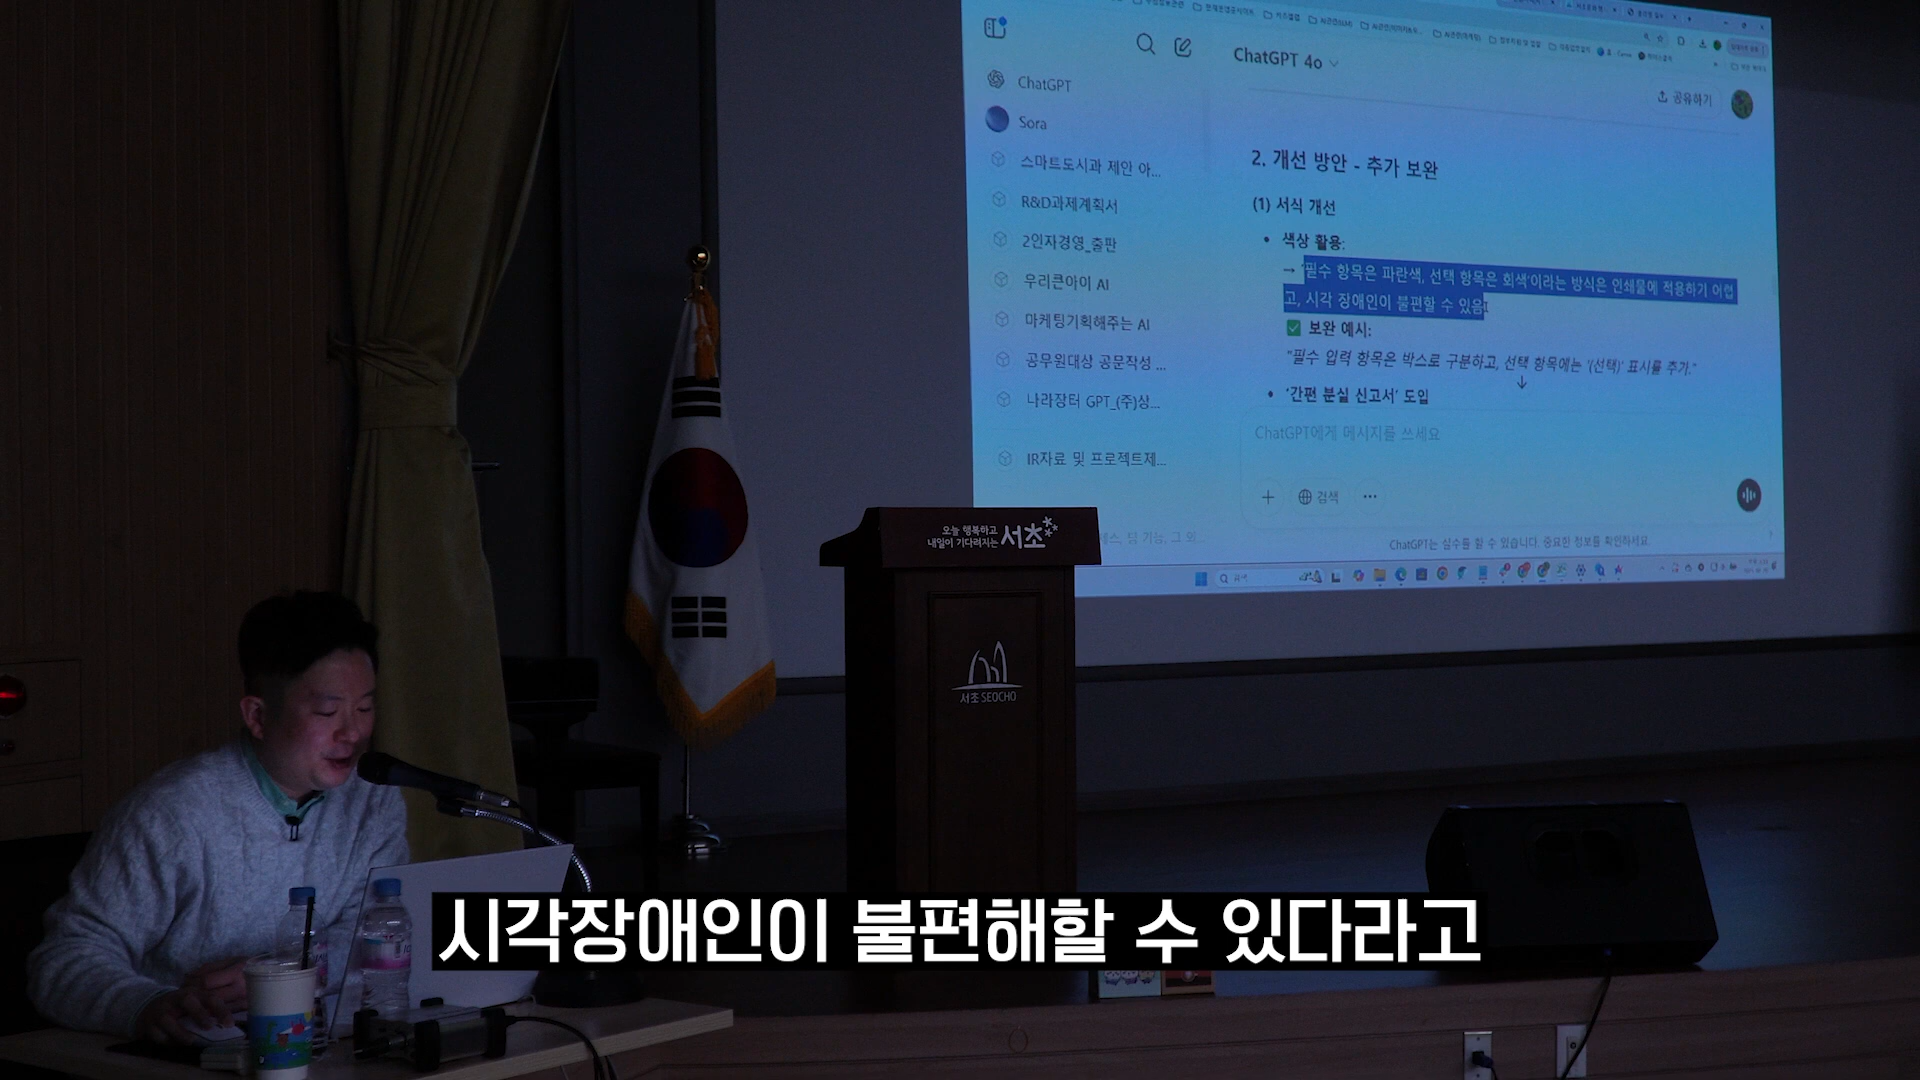 ChatGPT 4o
공유하기
ChatGPT
Sora
스마트도시과 제안 아...
R&D과제계획서
2인자경영_출판
우리큰아이 AI
마케팅기획해주는 AI
공무원대상 공문작성 ...
나라장터 GPT_(주)상...
IR자료 및 프로젝트제...
2. 개선 방안 - 추가 보완
(1) 서식 개선
• 색상 활용:
→ '필수 항목은 파란색, 선택 항목은 회색'이라는 방식은 인쇄물에 적용하기 어렵
고, 시각 장애인이 불편할 수 있음
✅ 보완 예시:
"필수 입력 항목은 박스로 구분하고, 선택 항목에는 '(선택)' 표시를 추가."
• '간편 분실 신고서' 도입
ChatGPT에게 메시지를 쓰세요
검색
팀 기능, 그 외...
ChatGPT는 실수를 할 수 있습니다. 중요한 정보를 확인하세요.
검색
오늘 행복하고
내일이 기다려지는 서초
서초 SEOCHO
시각장애인이 불편해할 수 있다라고